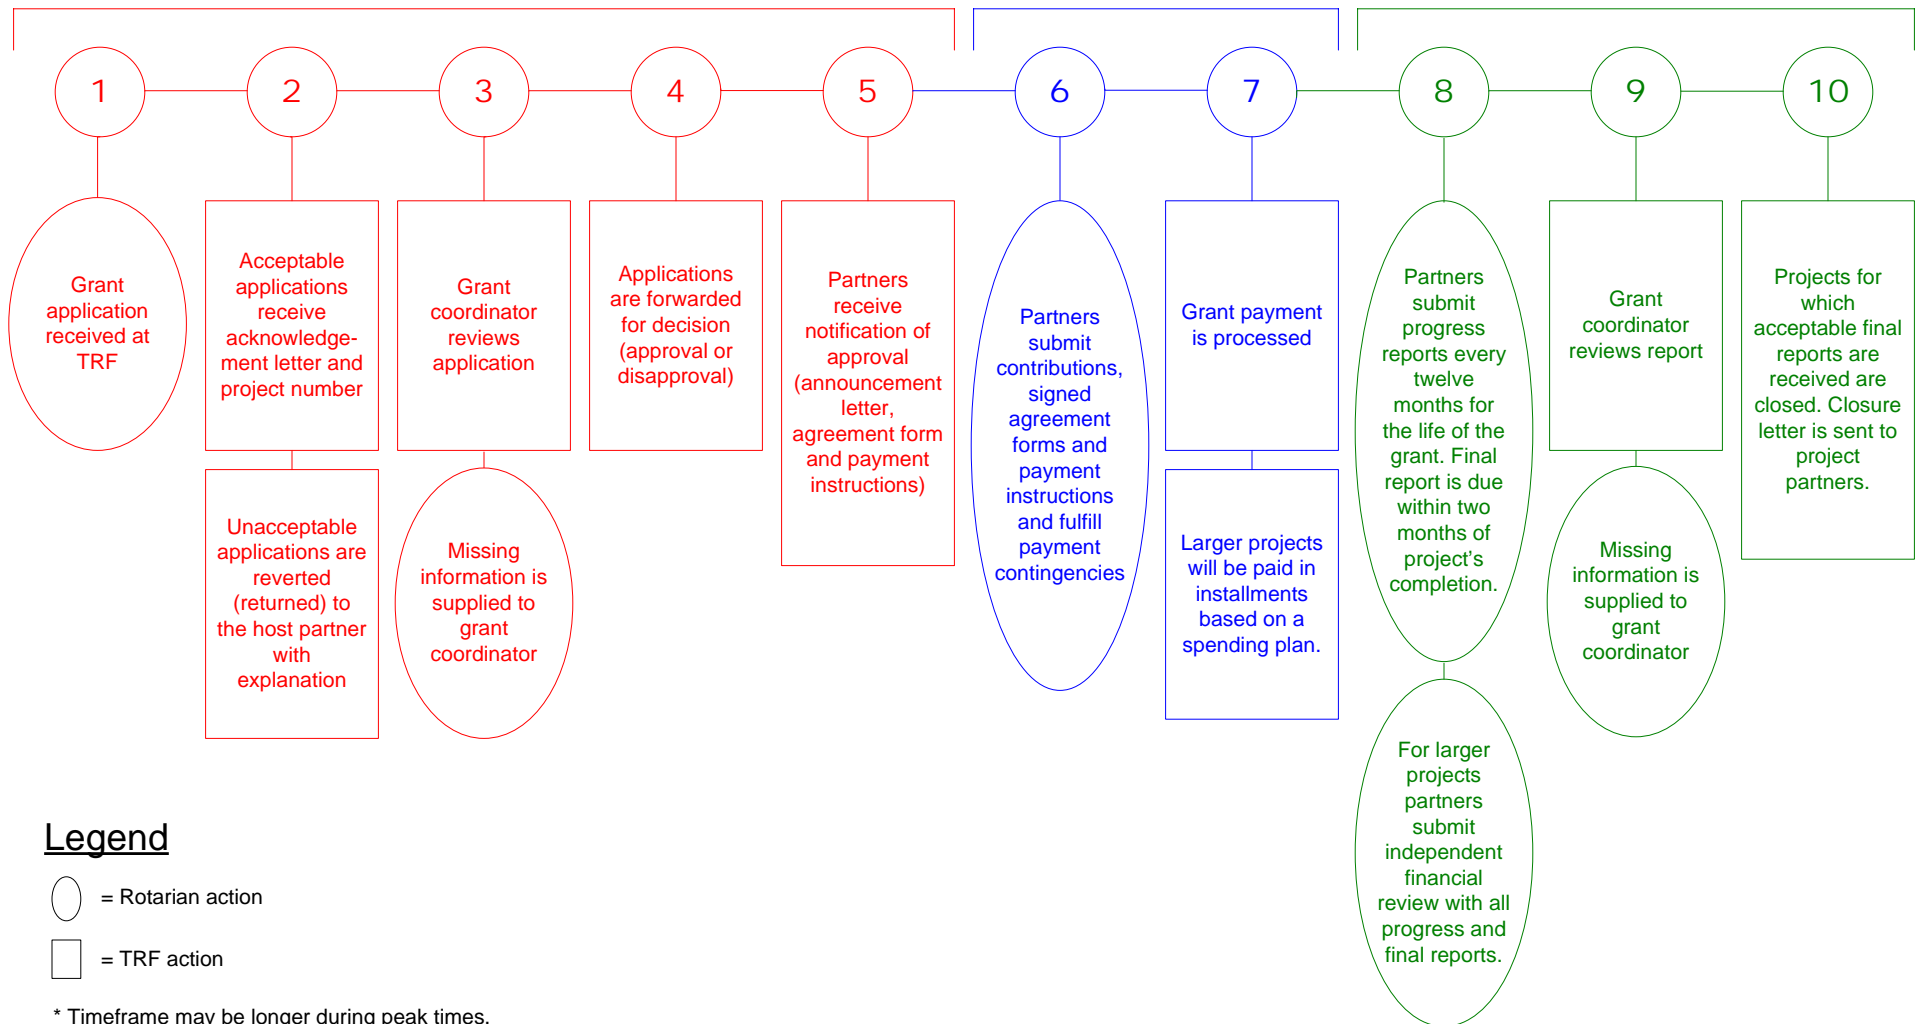 1
2
3
4
5
6
7
8
9
10
Grant
application
received at
TRF
Acceptable
applications
receive
acknowledge-
ment letter and
project number
Unacceptable
applications are
reverted
(returned) to
the host partner
with
explanation
Grant
coordinator
reviews
application
Missing
information is
supplied to
grant
coordinator
Applications
are forwarded
for decision
(approval or
disapproval)
Partners
receive
notification of
approval
(announcement
letter,
agreement form
and payment
instructions)
Partners
submit
contributions,
signed
agreement
forms and
payment
instructions
and fulfill
payment
contingencies
Grant payment
is processed
Larger projects
will be paid in
installments
based on a
spending plan.
Partners
submit
progress
reports every
twelve
months for
the life of the
grant. Final
report is due
within two
months of
project’s
completion.
For larger
projects
partners
submit
independent
financial
review with all
progress and
final reports.
Grant
coordinator
reviews report
Missing
information is
supplied to
grant
coordinator
Projects for
which
acceptable final
reports are
received are
closed. Closure
letter is sent to
project
partners.
Legend
= Rotarian action
= TRF action
* Timeframe may be longer during peak times.